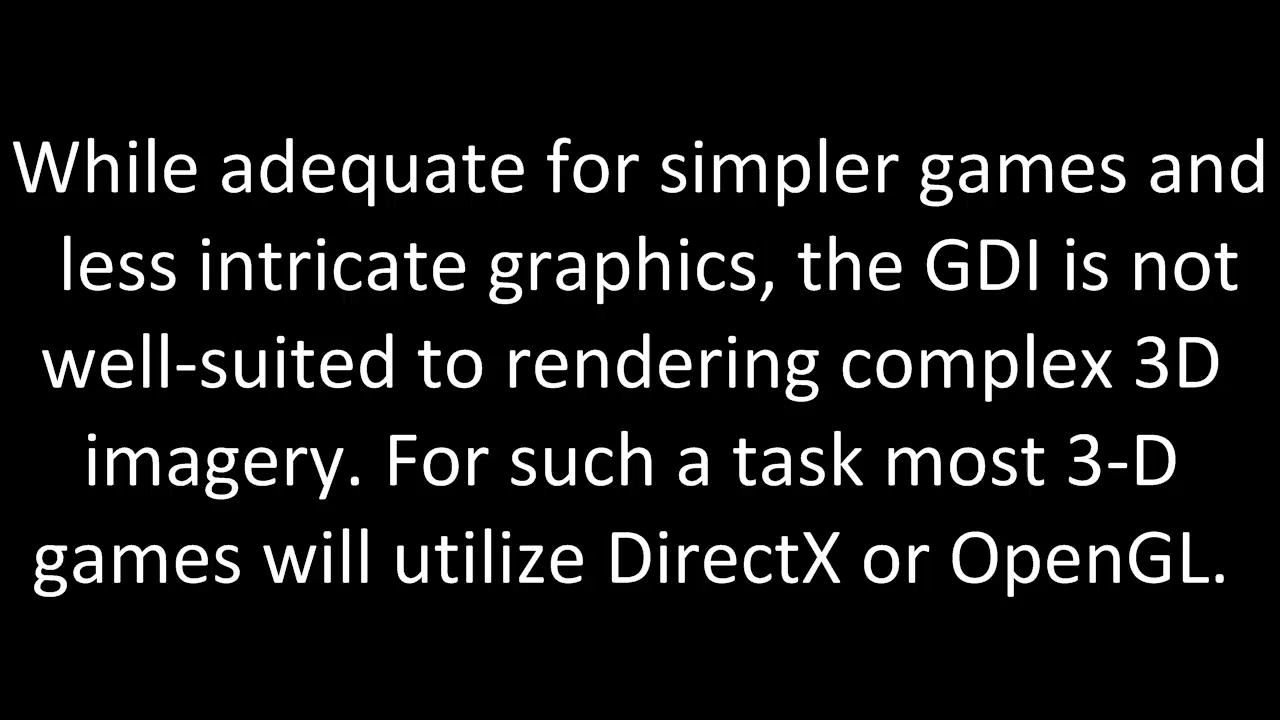 While adequate for simpler games and
less intricate graphics, the GDI is not
well-suited to rendering complex 3D
imagery. For such a task most 3-D
games will utilize DirectX or OpenGL.